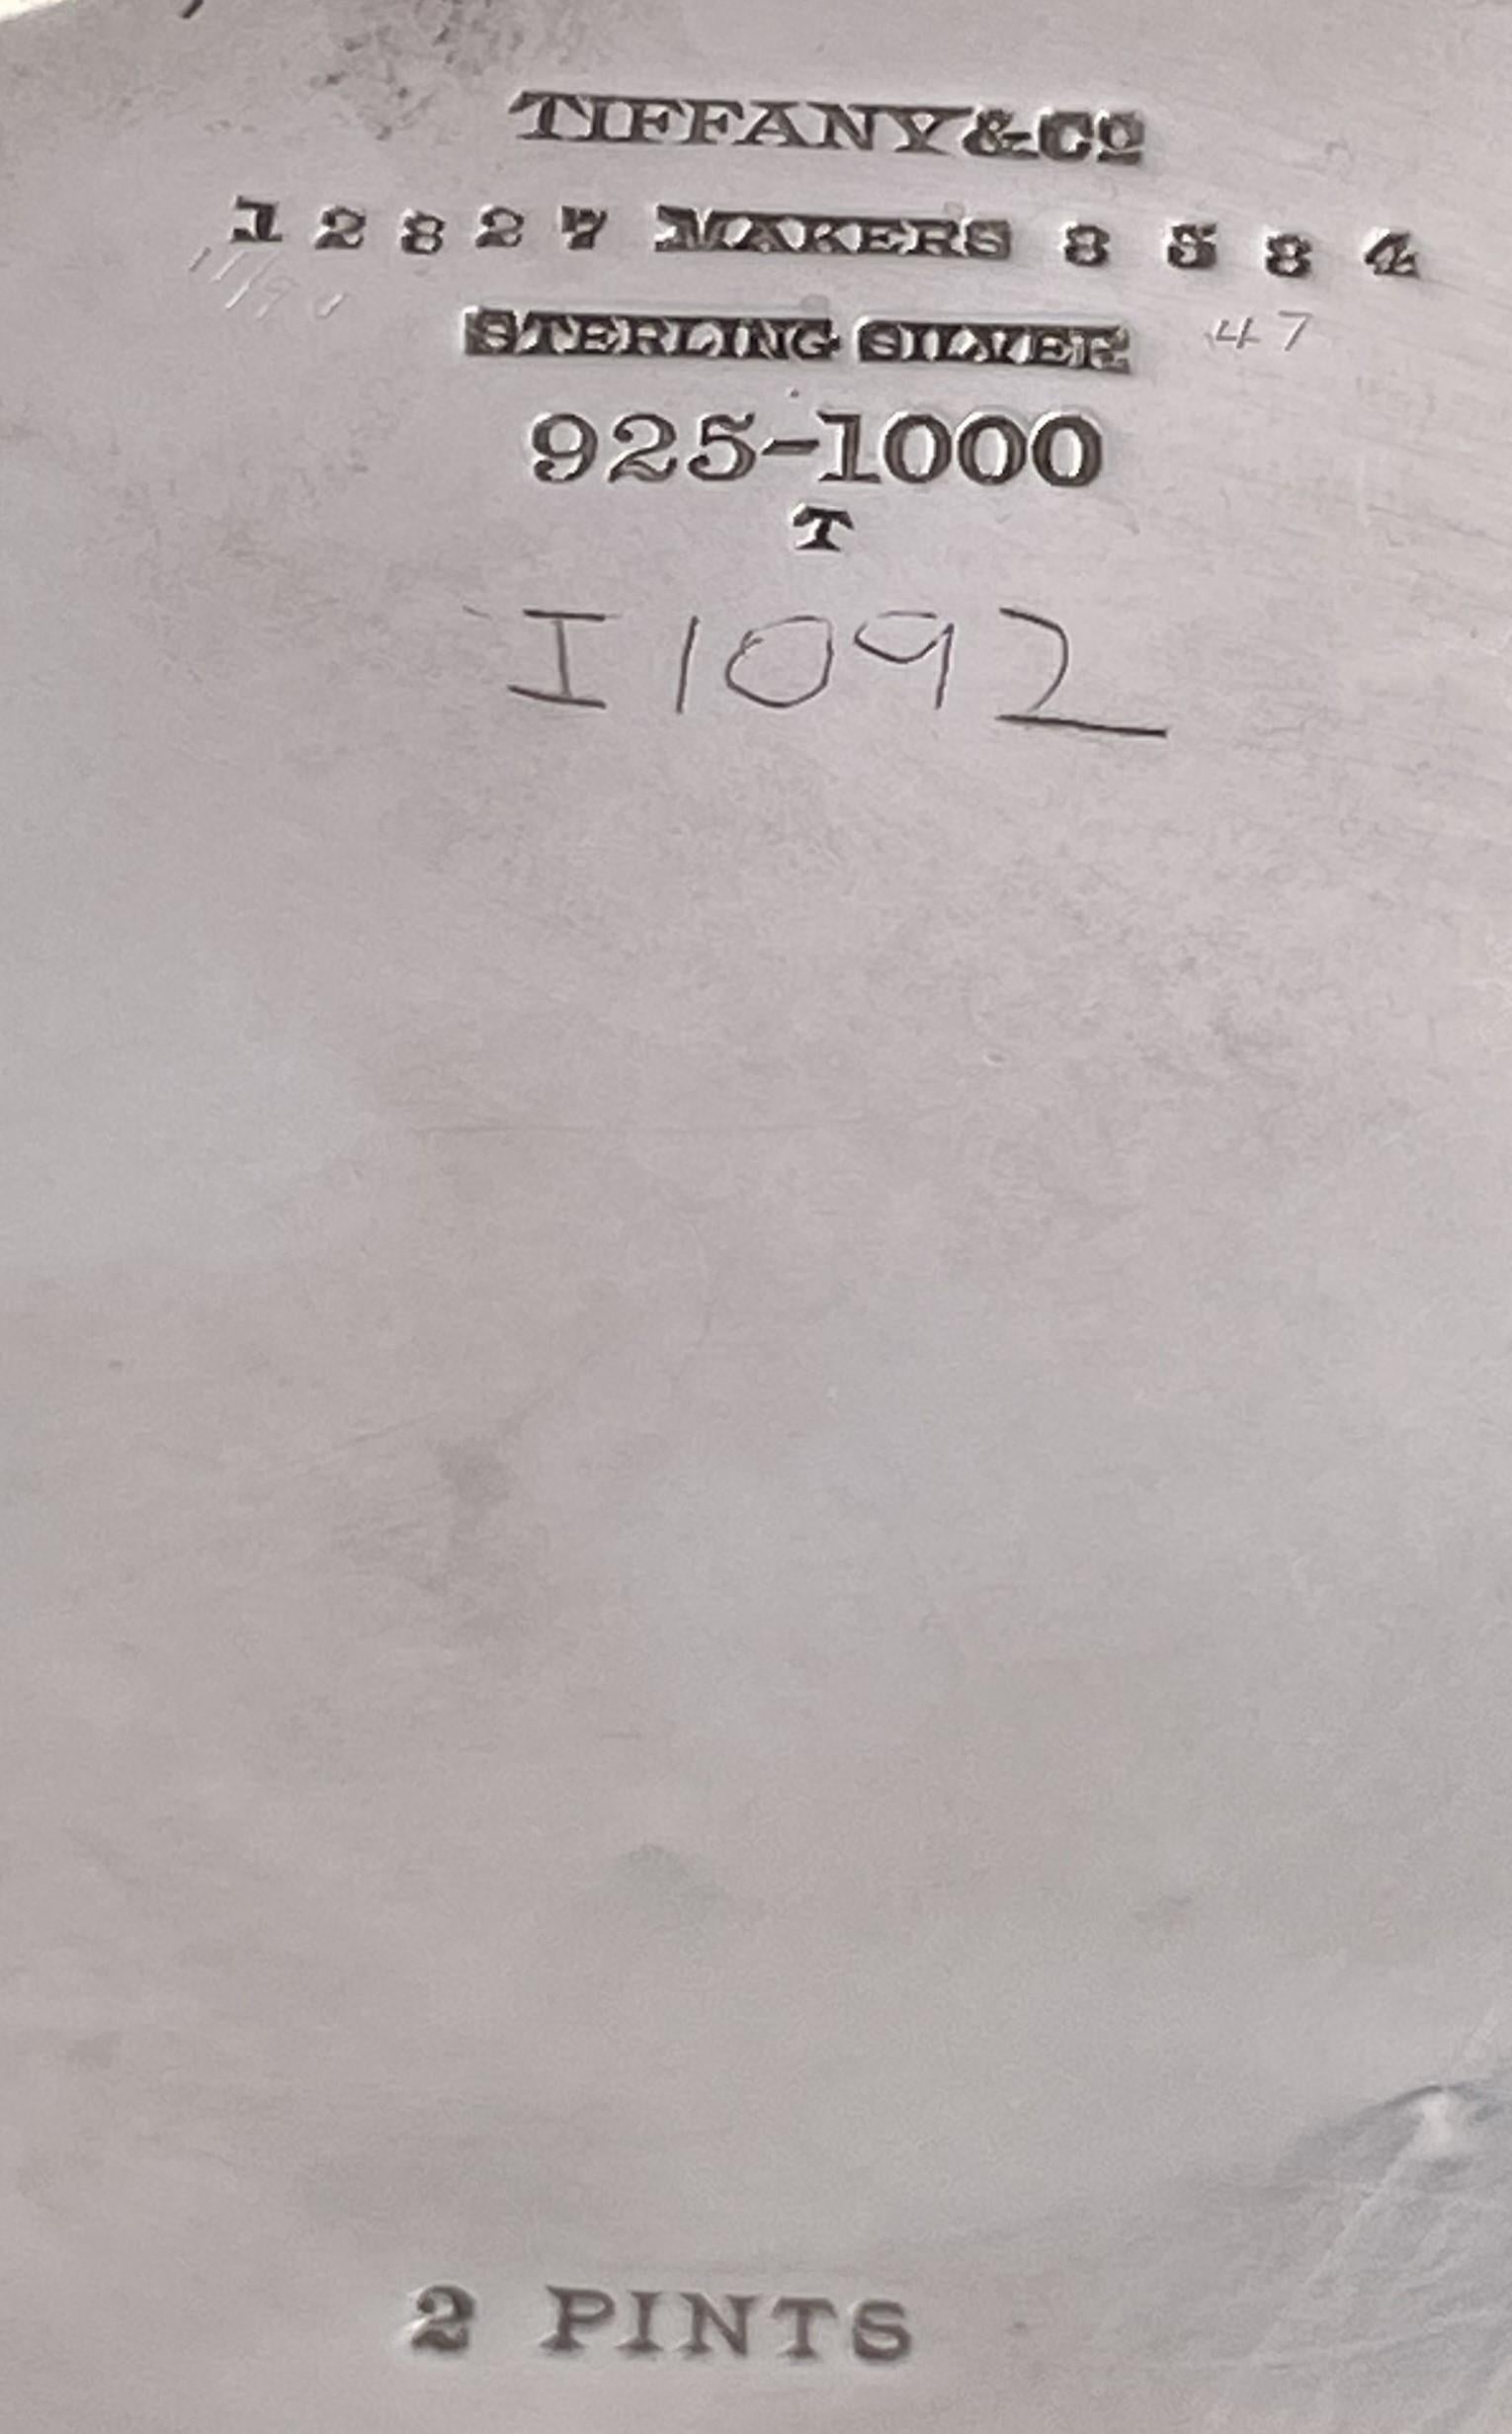 TIFFANY & Co
12827 MAKERS 8584
STERLING SILVER 47
925-1000
T
I1092
2 PINTS